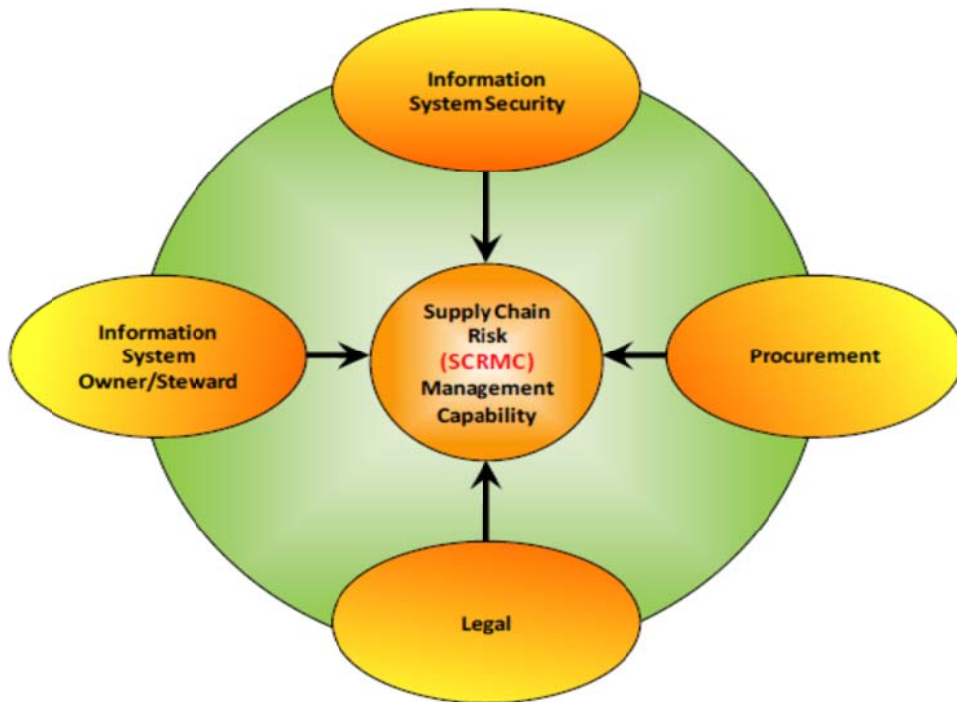 Information
System Security
Information
System
Owner/Steward
Supply Chain
Risk
(SCRMC)
Management
Capability
Procurement
Legal